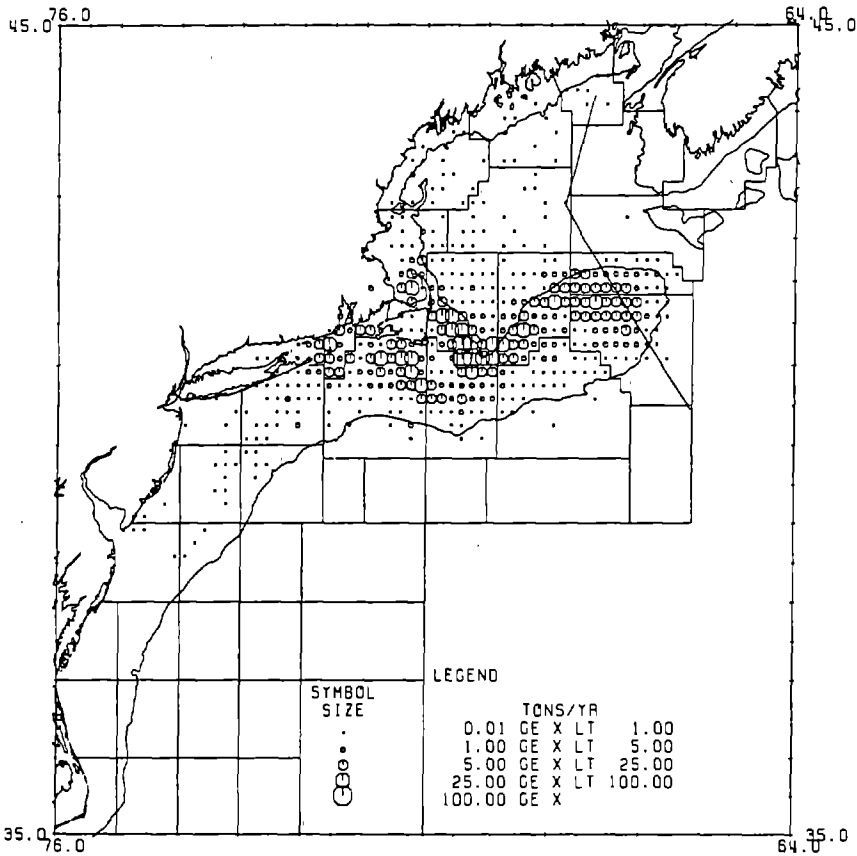 76.0 64.0
45.0 45.0
LEGEND
SYMBOL
SIZE
TONS/YR
0.01 GE X LT 1.00
1.00 GE X LT 5.00
5.00 GE X LT 25.00
25.00 GE X LT 100.00
100.00 GE X
35.0 35.0
76.0 64.0